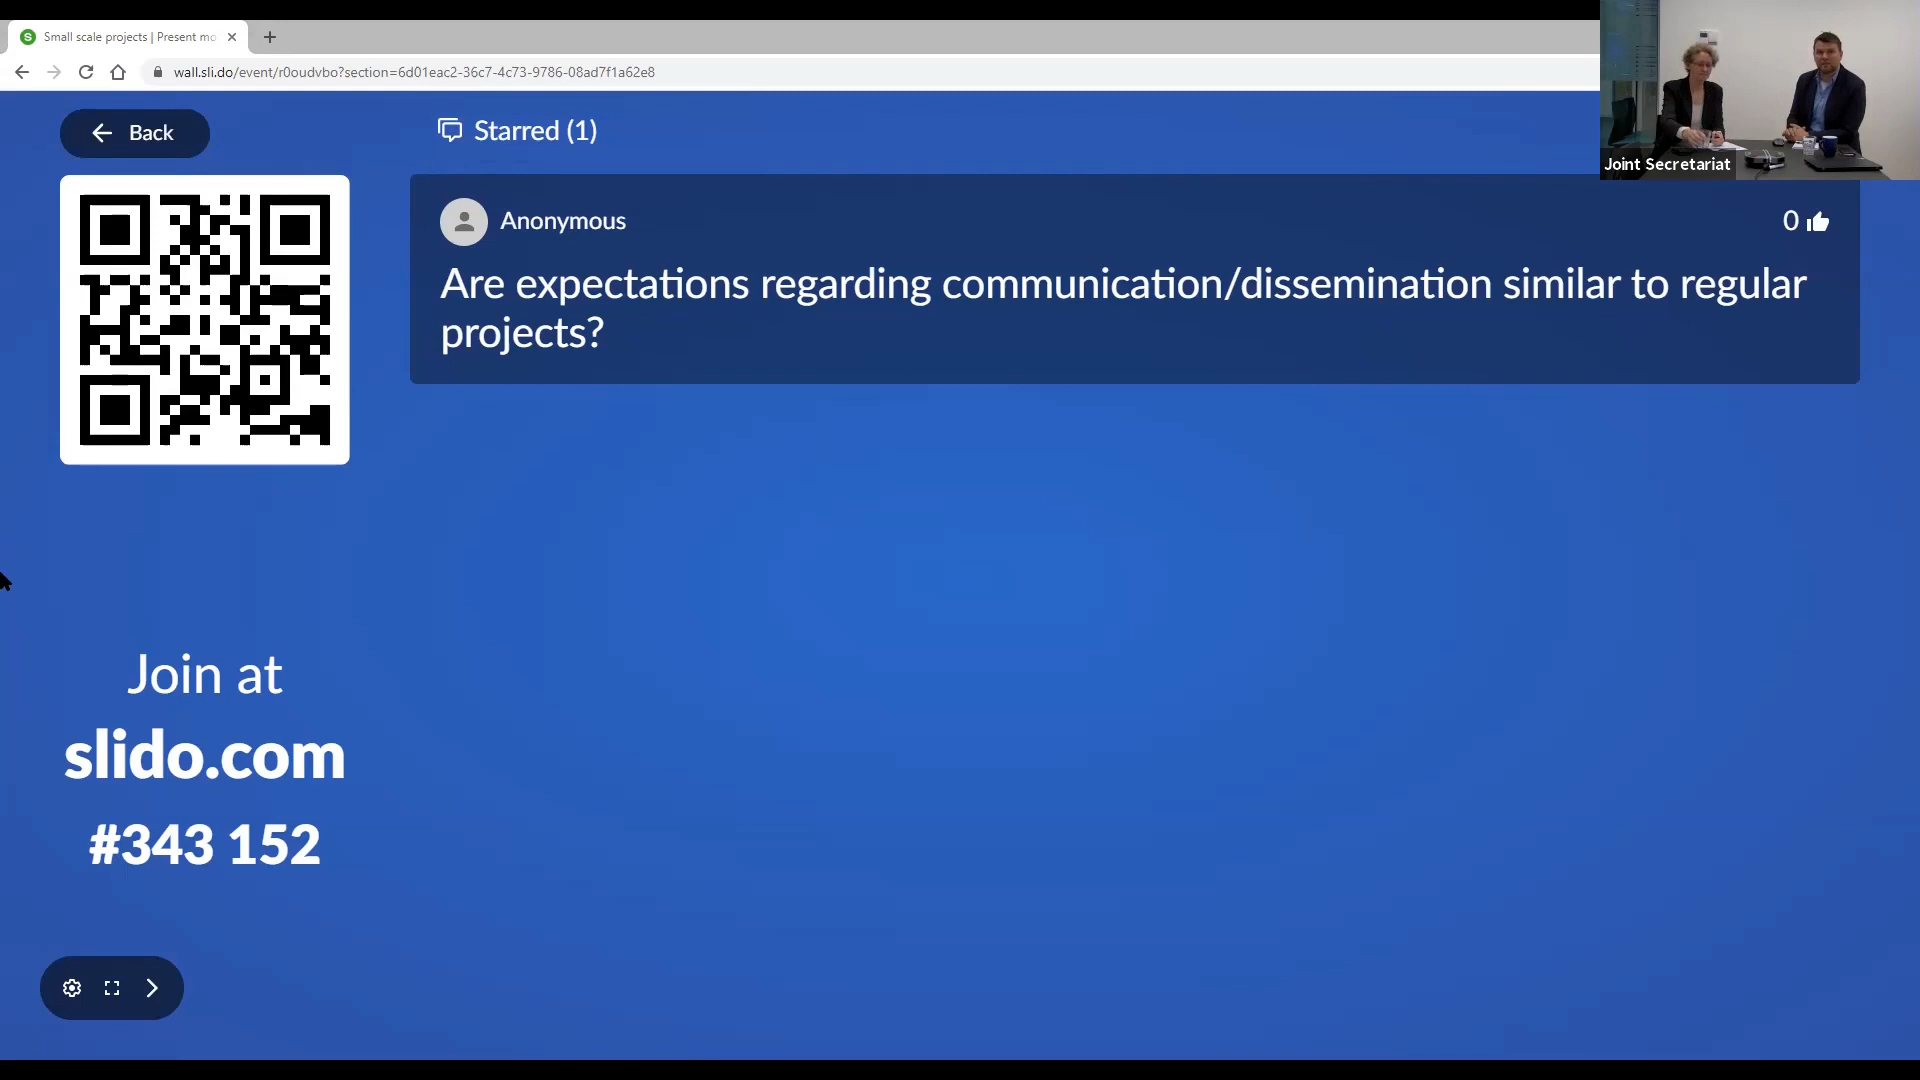 Small scale projects | Present mo
wall.sli.do/event/r0oudvbo?section=6d01eac2-36c7-4c73-9786-08ad7f1a62e8
Joint Secretariat
Back
Starred (1)
Anonymous
0
Are expectations regarding communication/dissemination similar to regular
projects?
Join at
slido.com
#343 152